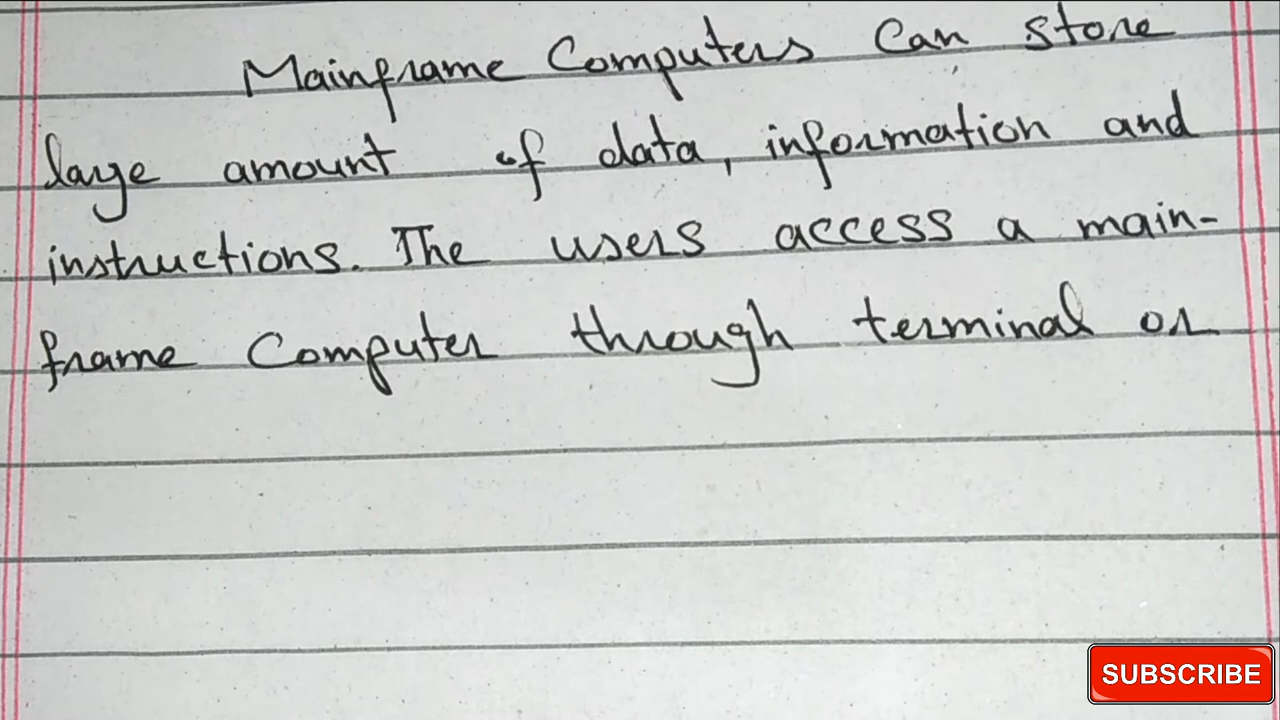 Mainframe Computers Can store
large amount of data, information and
instructions. The users access a main-
frame Computer through terminal or
SUBSCRIBE